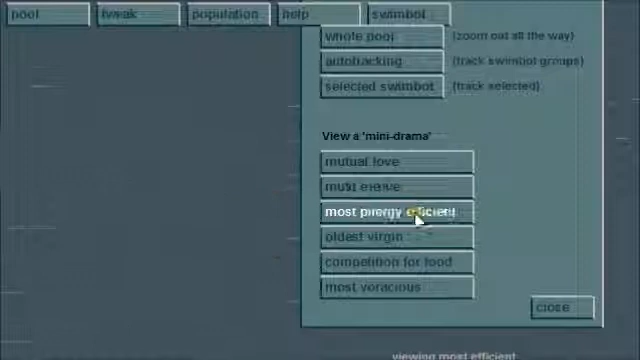 pool tweak population help swimbot
whole pool (zoom out all the way)
autotracking (track swimbot groups)
selected swimbot (track selected)
View a 'mini-drama'
mutual love
most
most energy efficient
oldest virgin
competition for food
most voracious
close
viewing most efficient